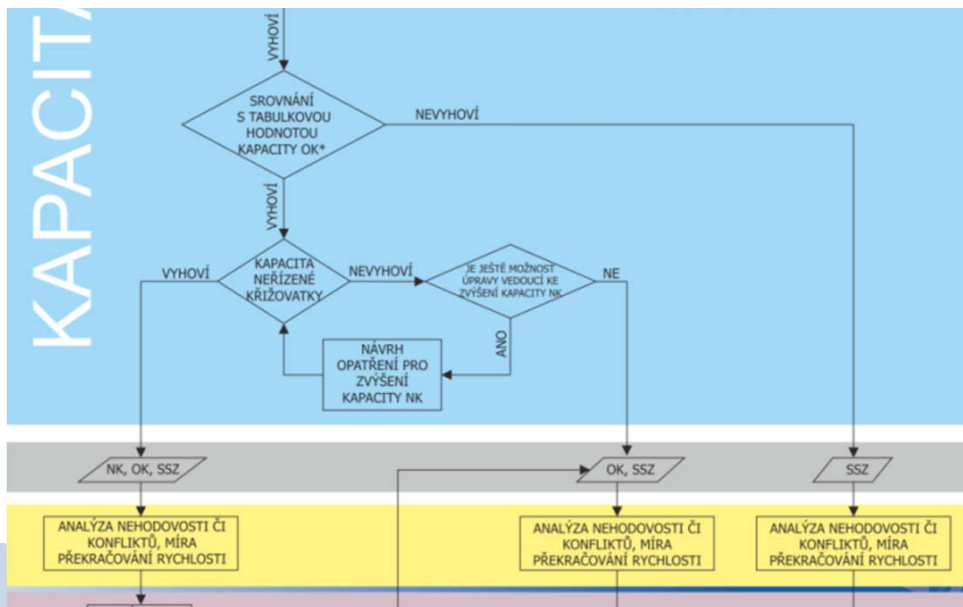 KAPACITA
VYHOVÍ
SROVNÁNÍ
S TABULKOVOU
HODNOTOU
KAPACITY OK*
NEVYHOVÍ
VYHOVÍ
VYHOVÍ
KAPACITA
NEŘÍZENÉ
KŘIŽOVATKY
NEVYHOVÍ
JE JEŠTĚ MOŽNOST
ÚPRAVY VEDOUCÍ KE
ZVÝŠENÍ KAPACITY NK
NE
ANO
NÁVRH
OPATŘENÍ PRO
ZVÝŠENÍ
KAPACITY NK
NK, OK, SSZ
OK, SSZ
SSZ
ANALÝZA NEHODOVOSTI ČI
KONFLIKTŮ, MÍRA
PŘEKRAČOVÁNÍ RYCHLOSTI
ANALÝZA NEHODOVOSTI ČI
KONFLIKTŮ, MÍRA
PŘEKRAČOVÁNÍ RYCHLOSTI
ANALÝZA NEHODOVOSTI ČI
KONFLIKTŮ, MÍRA
PŘEKRAČOVÁNÍ RYCHLOSTI